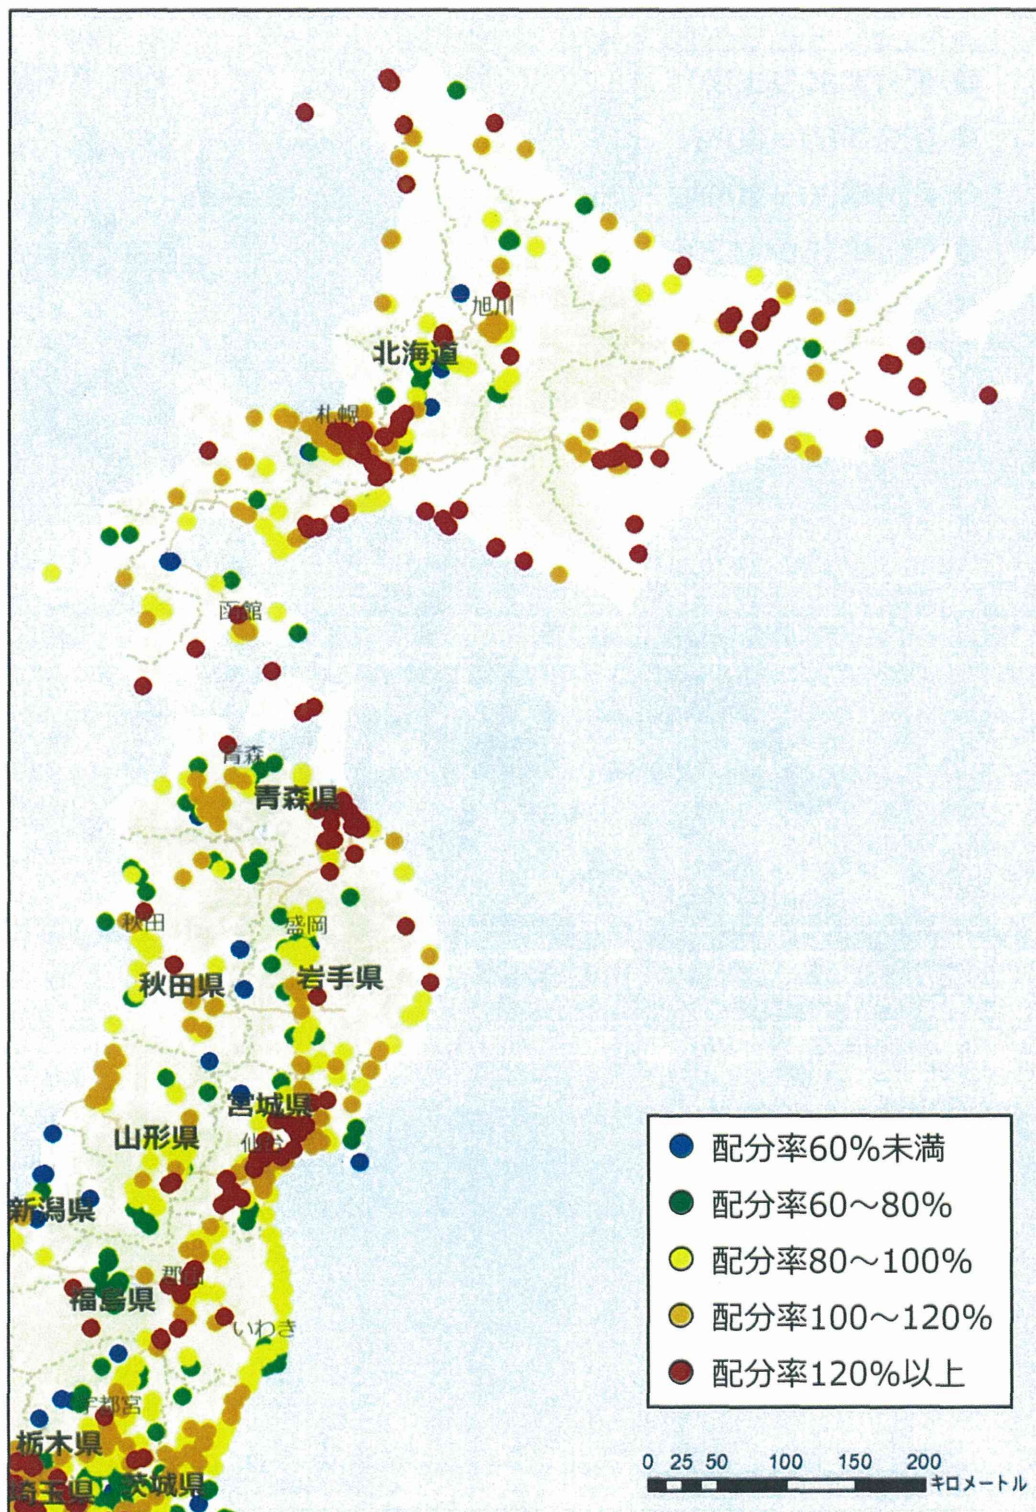 旭川
北海道
札幌
函館
青森
青森県
秋田
盛岡
秋田県
岩手県
宮城県
山形県
仙台
新潟県
郡山
福島県
いわき
宇都宮
栃木県
埼玉県
茨城県
配分率60%未満
配分率60～80%
配分率80～100%
配分率100～120%
配分率120%以上
0 25 50 100 150 200
キロメートル